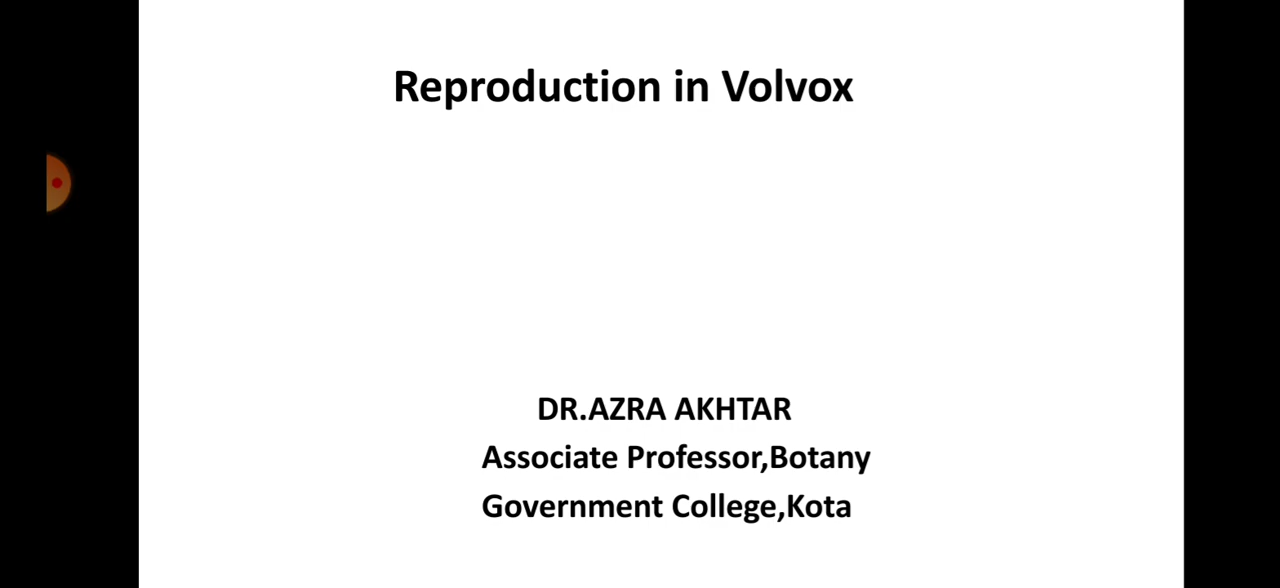 Reproduction in Volvox
DR.AZRA AKHTAR
Associate Professor,Botany
Government College,Kota